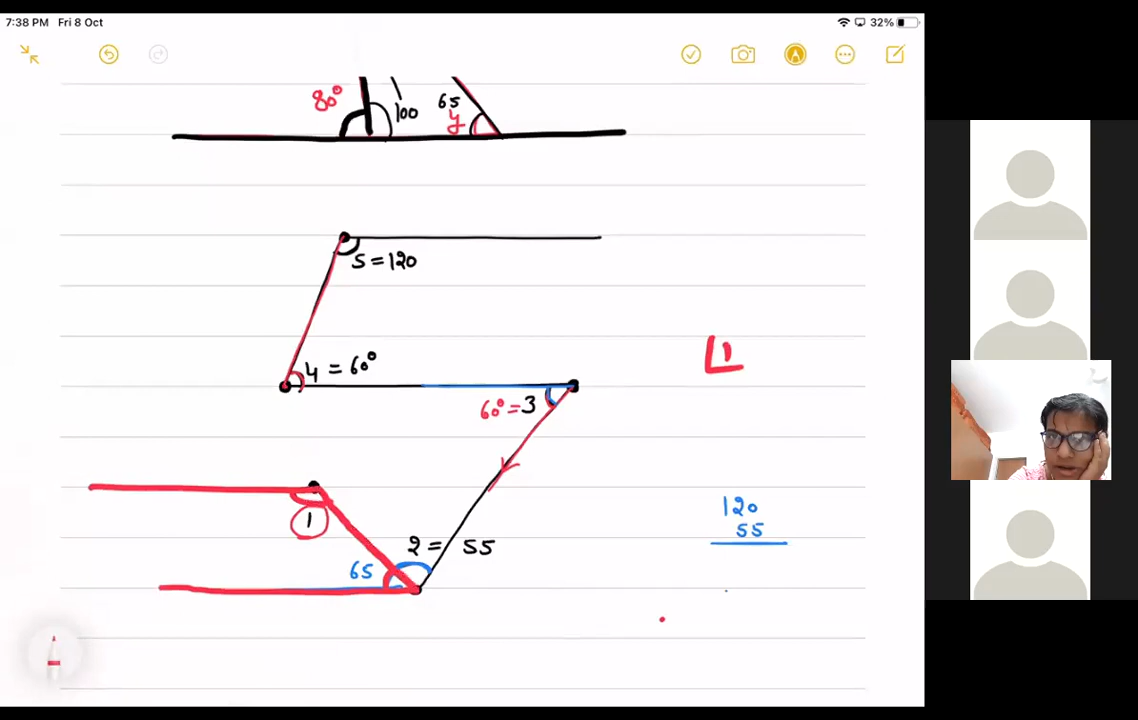 7:38 PM Fri 8 Oct
32%
80°
100
65
y
5 = 120
4 = 60°
60° = 3
1
1
2 = 55
65
120
55